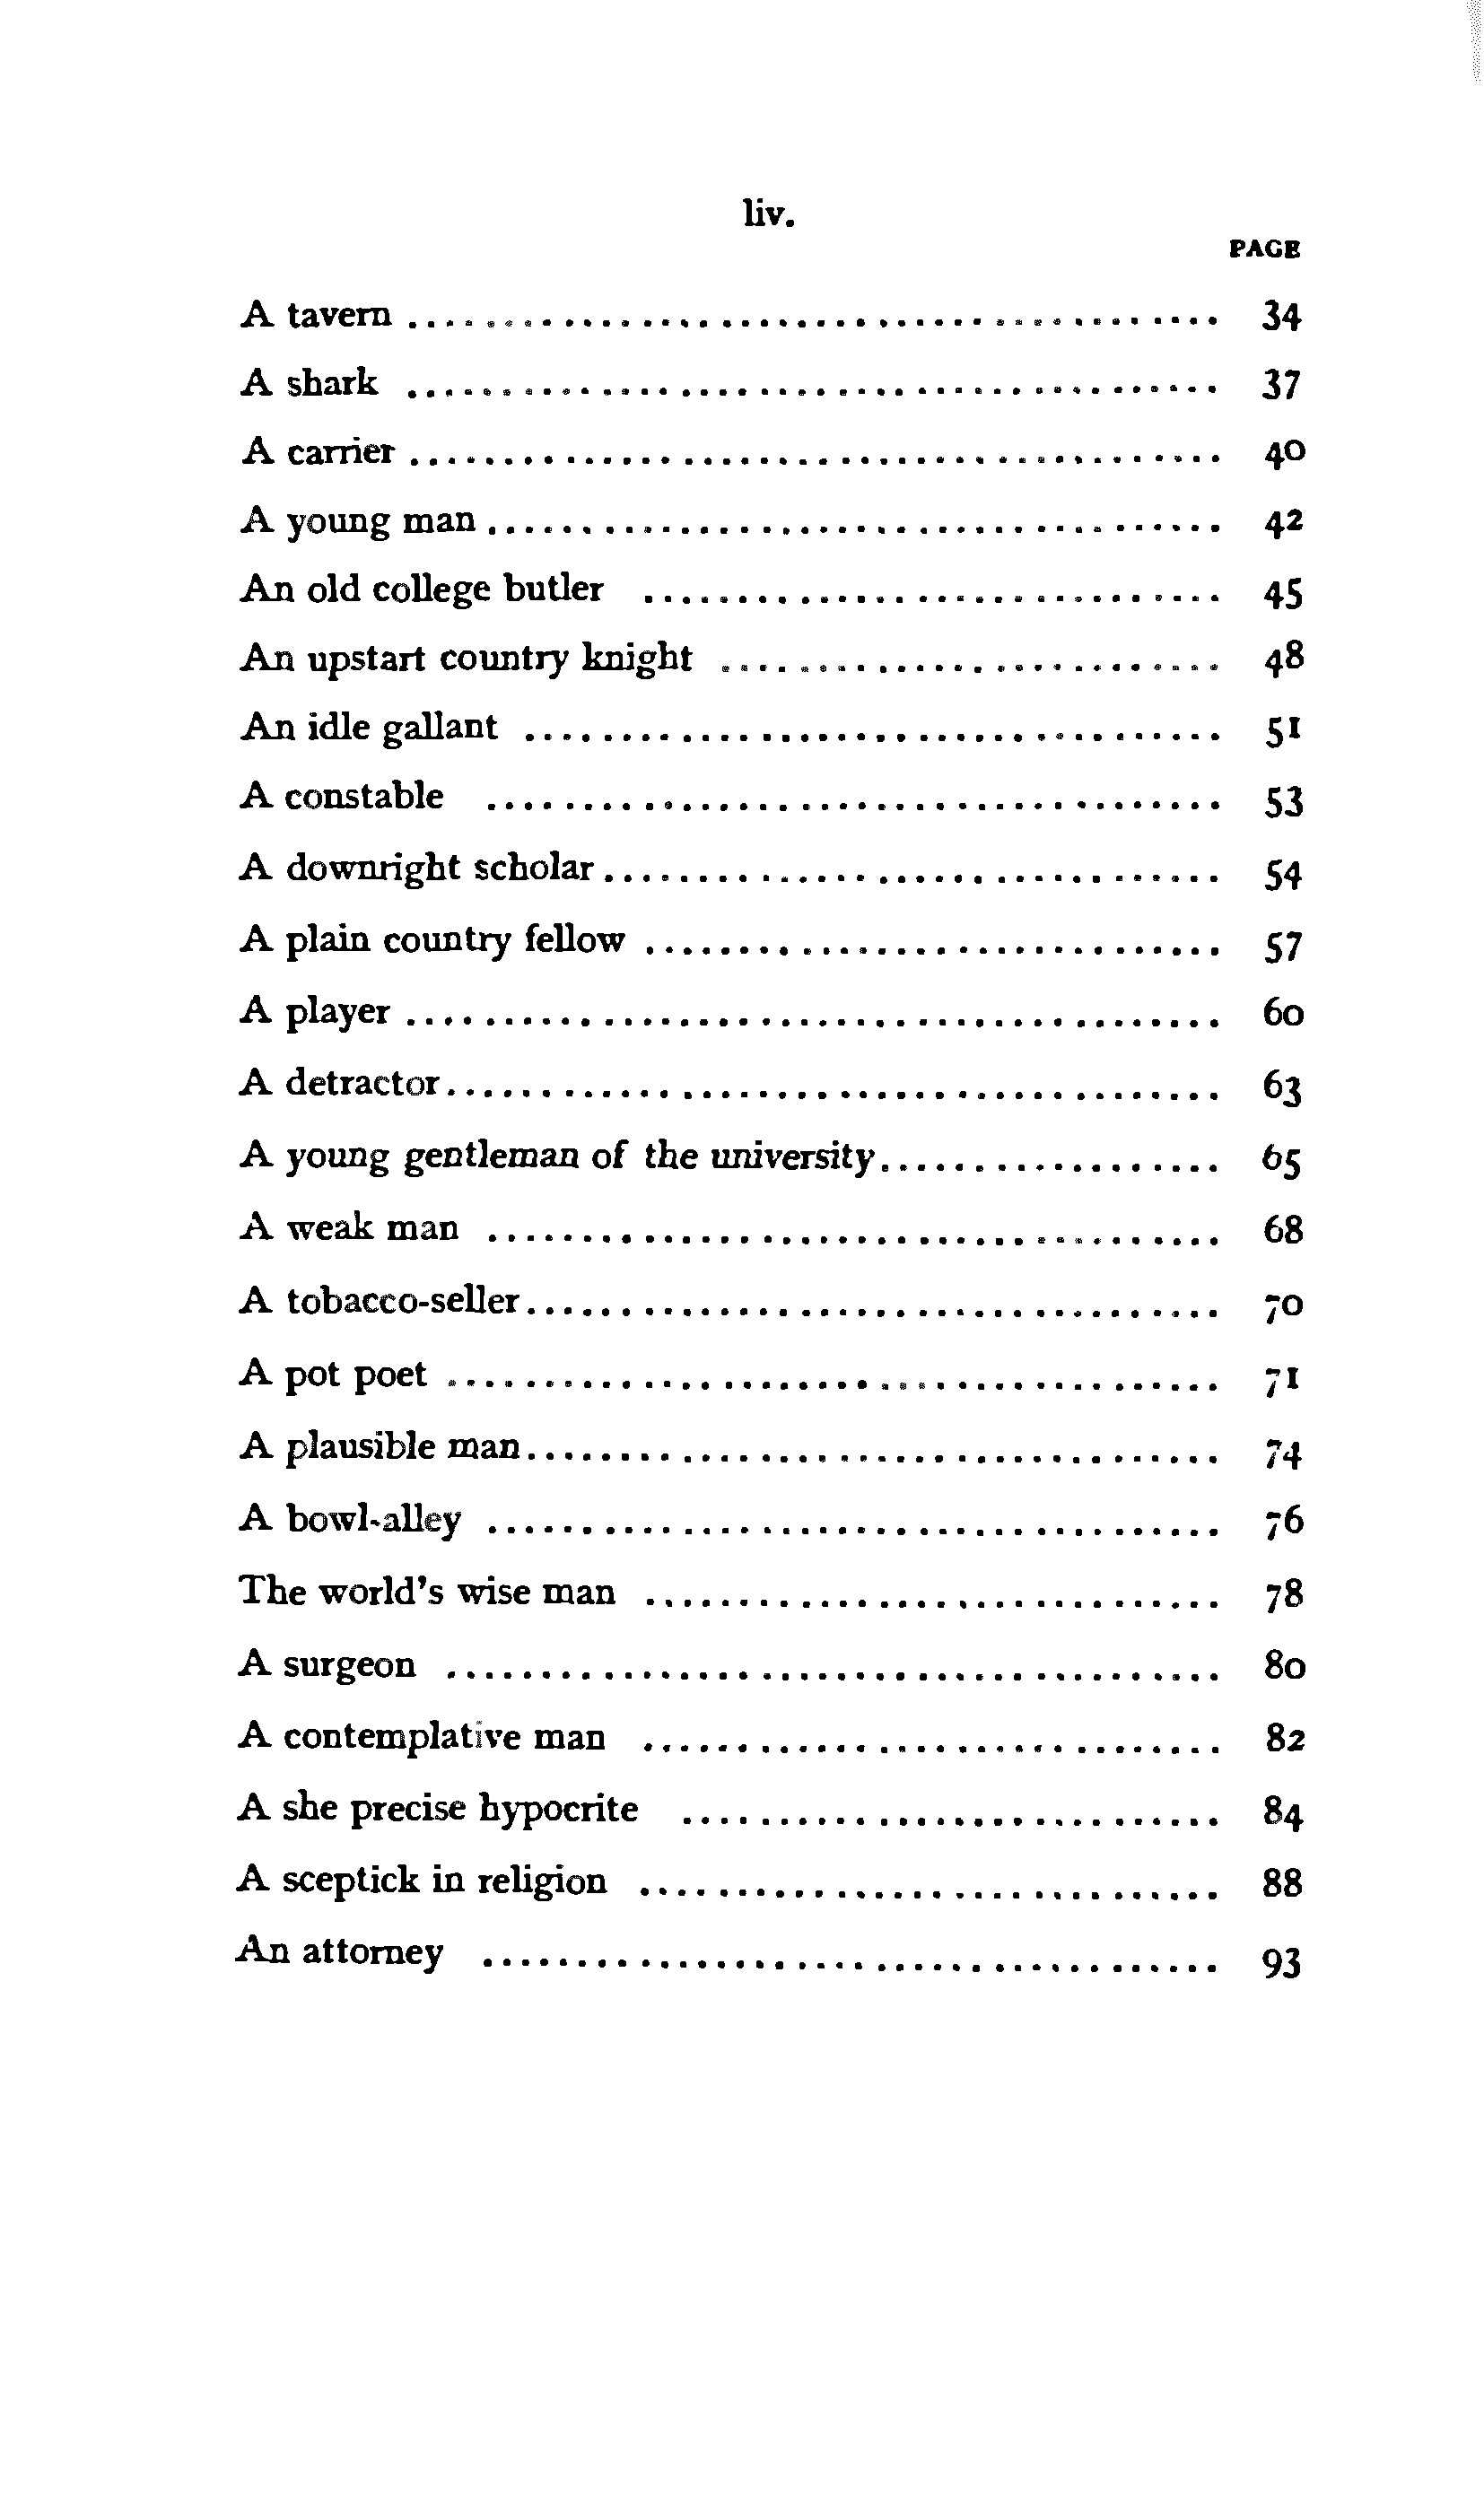 liv.
PAGE
A tavern ........................................ 34
A shark ........................................ 37
A carrier ........................................ 40
A young man ........................................ 42
An old college butler ........................................ 45
An upstart country knight ........................................ 48
An idle gallant ........................................ 51
A constable ........................................ 53
A downright scholar ........................................ 54
A plain country fellow ........................................ 57
A player ........................................ 60
A detractor ........................................ 63
A young gentleman of the university ........................................ 65
A weak man ........................................ 68
A tobacco-seller ........................................ 70
A pot poet ........................................ 71
A plausible man ........................................ 74
A bowl-alley ........................................ 76
The world's wise man ........................................ 78
A surgeon ........................................ 80
A contemplative man ........................................ 82
A she precise hypocrite ........................................ 84
A sceptick in religion ........................................ 88
An attorney ........................................ 93